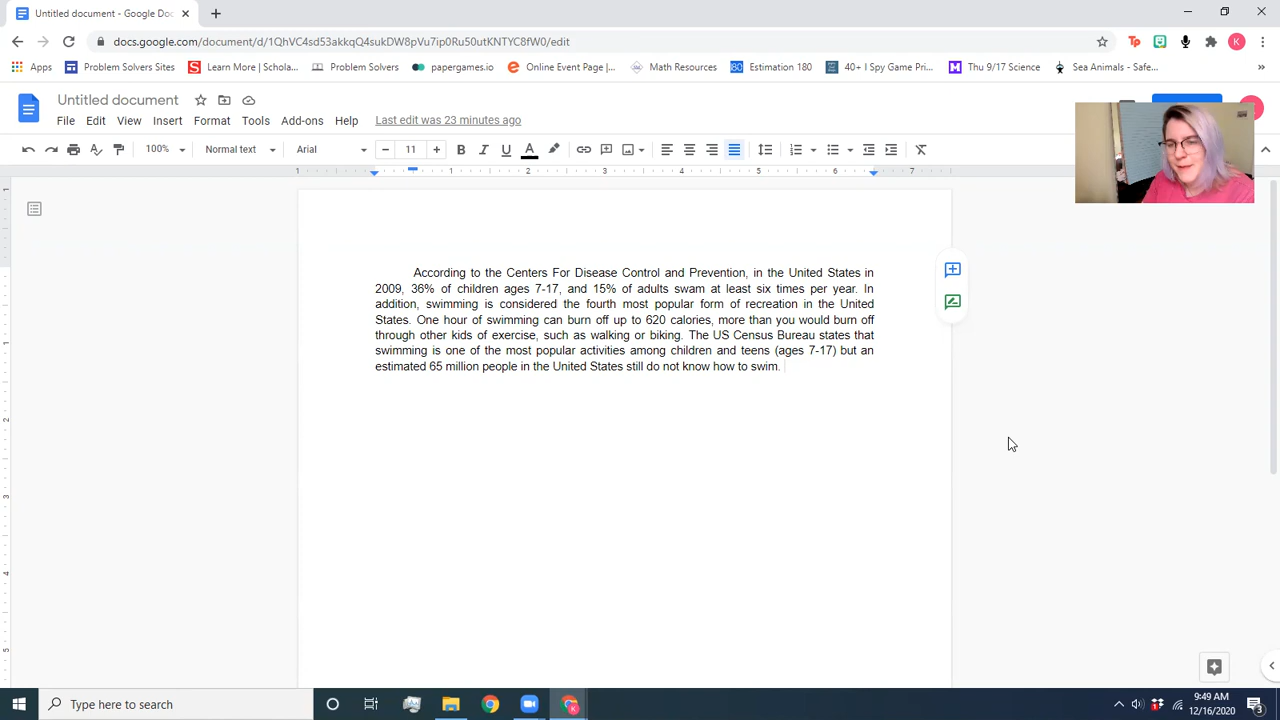 Untitled document - Google Doc
docs.google.com/document/d/1QhVC4sd53akkqQ4sukDW8pVu7ip0Ru50utKNTYC8fW0/edit
Apps Problem Solvers Sites Learn More | Schola... Problem Solvers papergames.io Online Event Page |... Math Resources Estimation 180 40+ I Spy Game Pri... Thu 9/17 Science Sea Animals - Safe... »
Untitled document
File Edit View Insert Format Tools Add-ons Help Last edit was 23 minutes ago
100% Normal text Arial 11 B I U A
1 1 2 3 4 5 6 7
According to the Centers For Disease Control and Prevention, in the United States in
2009, 36% of children ages 7-17, and 15% of adults swam at least six times per year. In
addition, swimming is considered the fourth most popular form of recreation in the United
States. One hour of swimming can burn off up to 620 calories, more than you would burn off
through other kids of exercise, such as walking or biking. The US Census Bureau states that
swimming is one of the most popular activities among children and teens (ages 7-17) but an
estimated 65 million people in the United States still do not know how to swim.
Type here to search
9:49 AM
12/16/2020
3